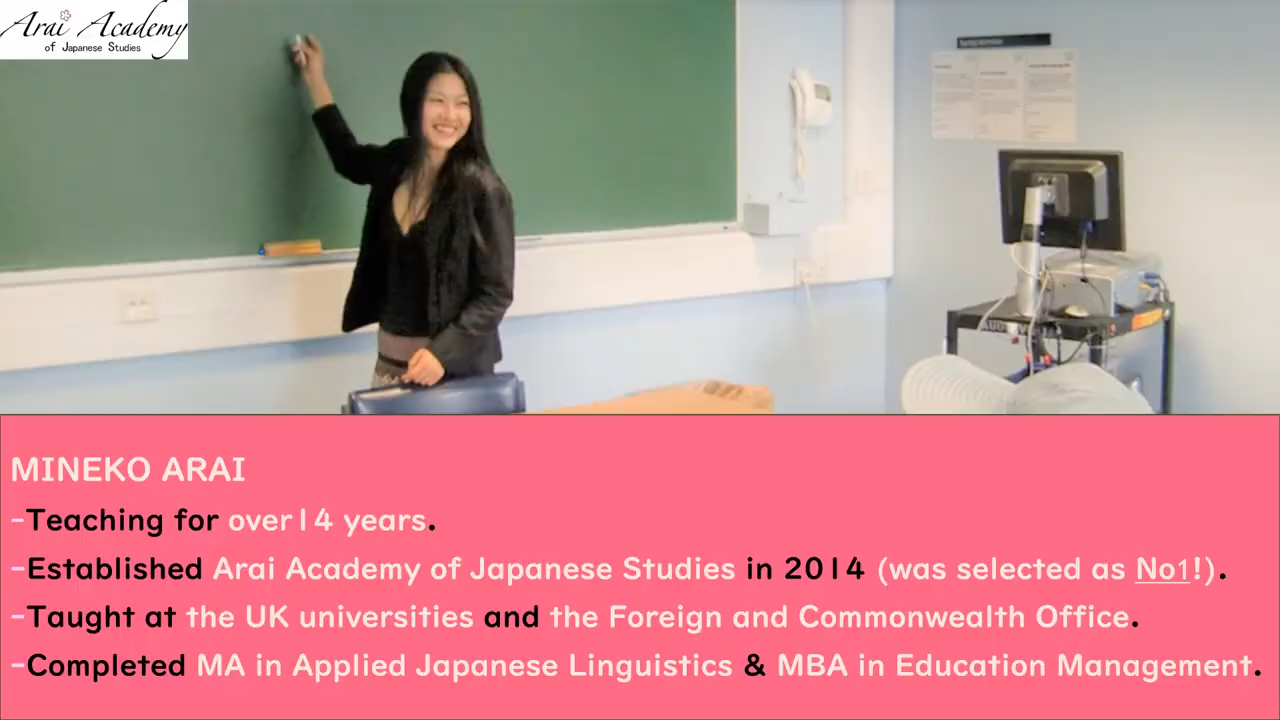 Arai Academy
of Japanese Studies
MINEKO ARAI
-Teaching for over14 years.
-Established Arai Academy of Japanese Studies in 2014 (was selected as No1!).
-Taught at the UK universities and the Foreign and Commonwealth Office.
-Completed MA in Applied Japanese Linguistics & MBA in Education Management.